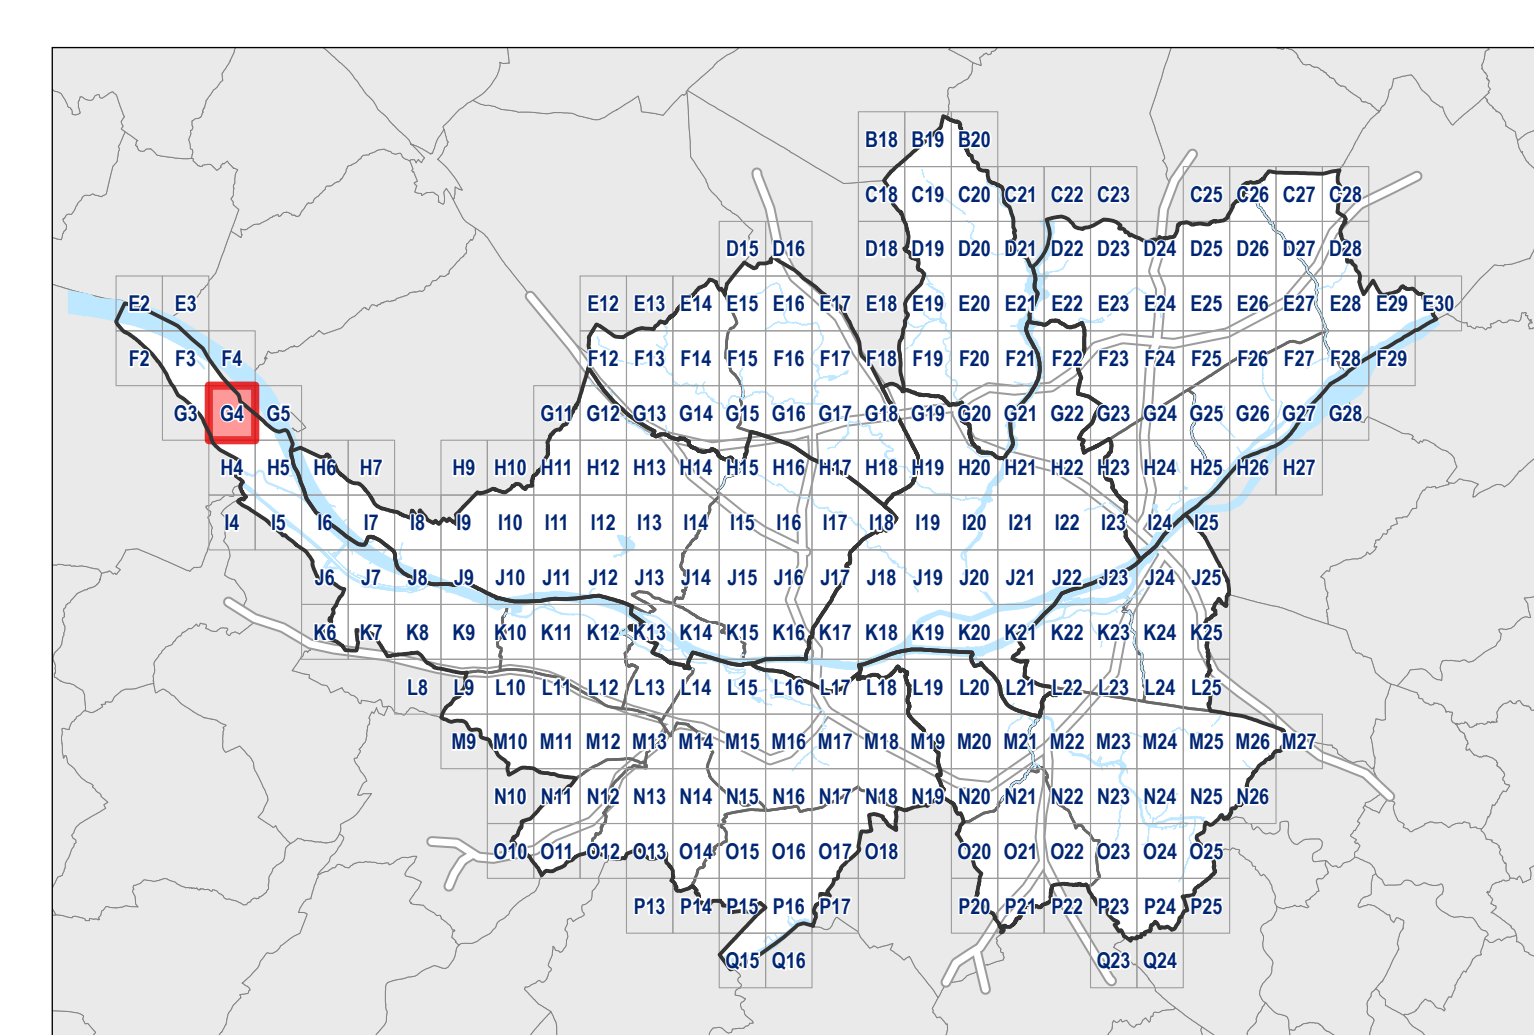 B18 B19 B20
C18 C19 C20 C21 C22 C23 C25 C26 C27 C28
D15 D16 D18 D19 D20 D21 D22 D23 D24 D25 D26 D27 D28
E2 E3 E12 E13 E14 E15 E16 E17 E18 E19 E20 E21 E22 E23 E24 E25 E26 E27 E28 E29 E30
F2 F3 F4 F12 F13 F14 F15 F16 F17 F18 F19 F20 F21 F22 F23 F24 F25 F26 F27 F28 F29
G3 G4 G5 G11 G12 G13 G14 G15 G16 G17 G18 G19 G20 G21 G22 G23 G24 G25 G26 G27 G28
H4 H5 H6 H7 H9 H10 H11 H12 H13 H14 H15 H16 H17 H18 H19 H20 H21 H22 H23 H24 H25 H26 H27
I4 I5 I6 I7 I8 I9 I10 I11 I12 I13 I14 I15 I16 I17 I18 I19 I20 I21 I22 I23 I24 I25
J6 J7 J8 J9 J10 J11 J12 J13 J14 J15 J16 J17 J18 J19 J20 J21 J22 J23 J24 J25
K6 K7 K8 K9 K10 K11 K12 K13 K14 K15 K16 K17 K18 K19 K20 K21 K22 K23 K24 K25
L8 L9 L10 L11 L12 L13 L14 L15 L16 L17 L18 L19 L20 L21 L22 L23 L24 L25
M9 M10 M11 M12 M13 M14 M15 M16 M17 M18 M19 M20 M21 M22 M23 M24 M25 M26 M27
N10 N11 N12 N13 N14 N15 N16 N17 N18 N19 N20 N21 N22 N23 N24 N25 N26
O10 O11 O12 O13 O14 O15 O16 O17 O18 O20 O21 O22 O23 O24 O25
P13 P14 P15 P16 P17 P20 P21 P22 P23 P24 P25
Q15 Q16 Q23 Q24